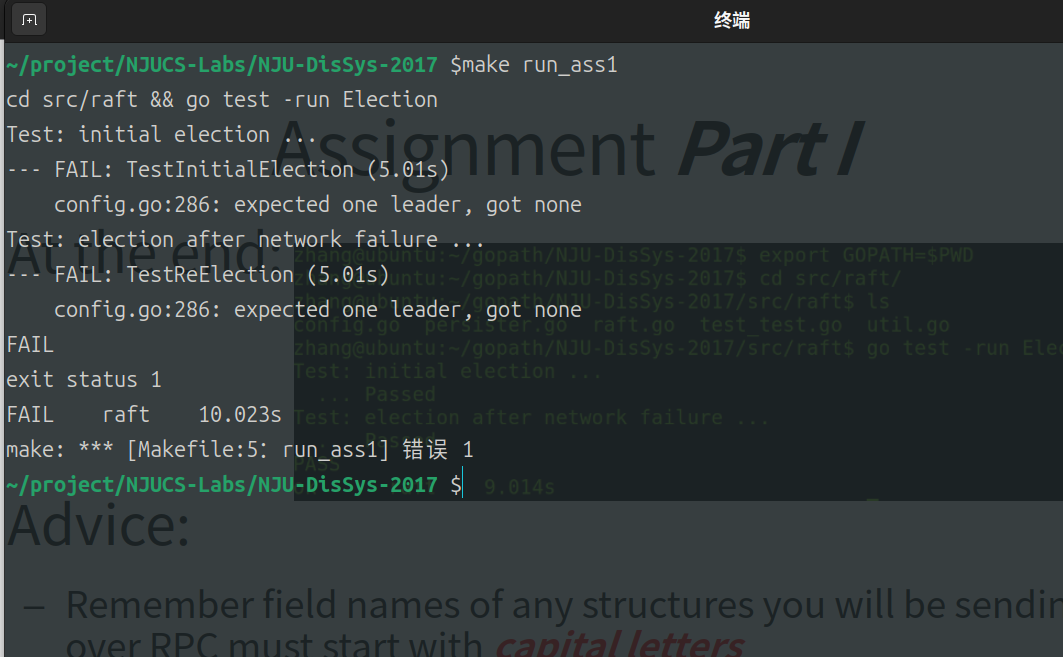 终端
~/project/NJUCS-Labs/NJU-DisSys-2017 $make run_ass1
cd src/raft && go test -run Election
Test: initial election ...
Assignment Part I
--- FAIL: TestInitialElection (5.01s)
config.go:286: expected one leader, got none
Test: election after network failure ...
At the end:
zhang@ubuntu:~/gopath/NJU-DisSys-2017$ export GOPATH=$PWD
--- FAIL: TestReElection (5.01s)
zhang@ubuntu:~/gopath/NJU-DisSys-2017$ cd src/raft/
zhang@ubuntu:~/gopath/NJU-DisSys-2017/src/raft$ ls
config.go:286: expected one leader, got none
config.go persister.go raft.go test_test.go util.go
FAIL
zhang@ubuntu:~/gopath/NJU-DisSys-2017/src/raft$ go test -run
Test: initial election ...
exit status 1
... Passed
FAIL raft 10.023s
Test: election after network failure ...
make: *** [Makefile:5: run_ass1] 错误 1
PASS
~/project/NJUCS-Labs/NJU-DisSys-2017 $
9.014s
Advice:
– Remember field names of any structures you will be
over RPC must start with capital letters